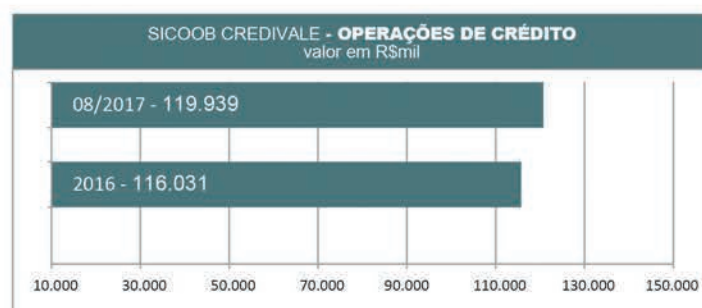 SICOOB CREDIVALE - OPERAÇÕES DE CRÉDITO
valor em R$mil
08/2017 - 119.939
2016 - 116.031
10.000 30.000 50.000 70.000 90.000 110.000 130.000 150.000